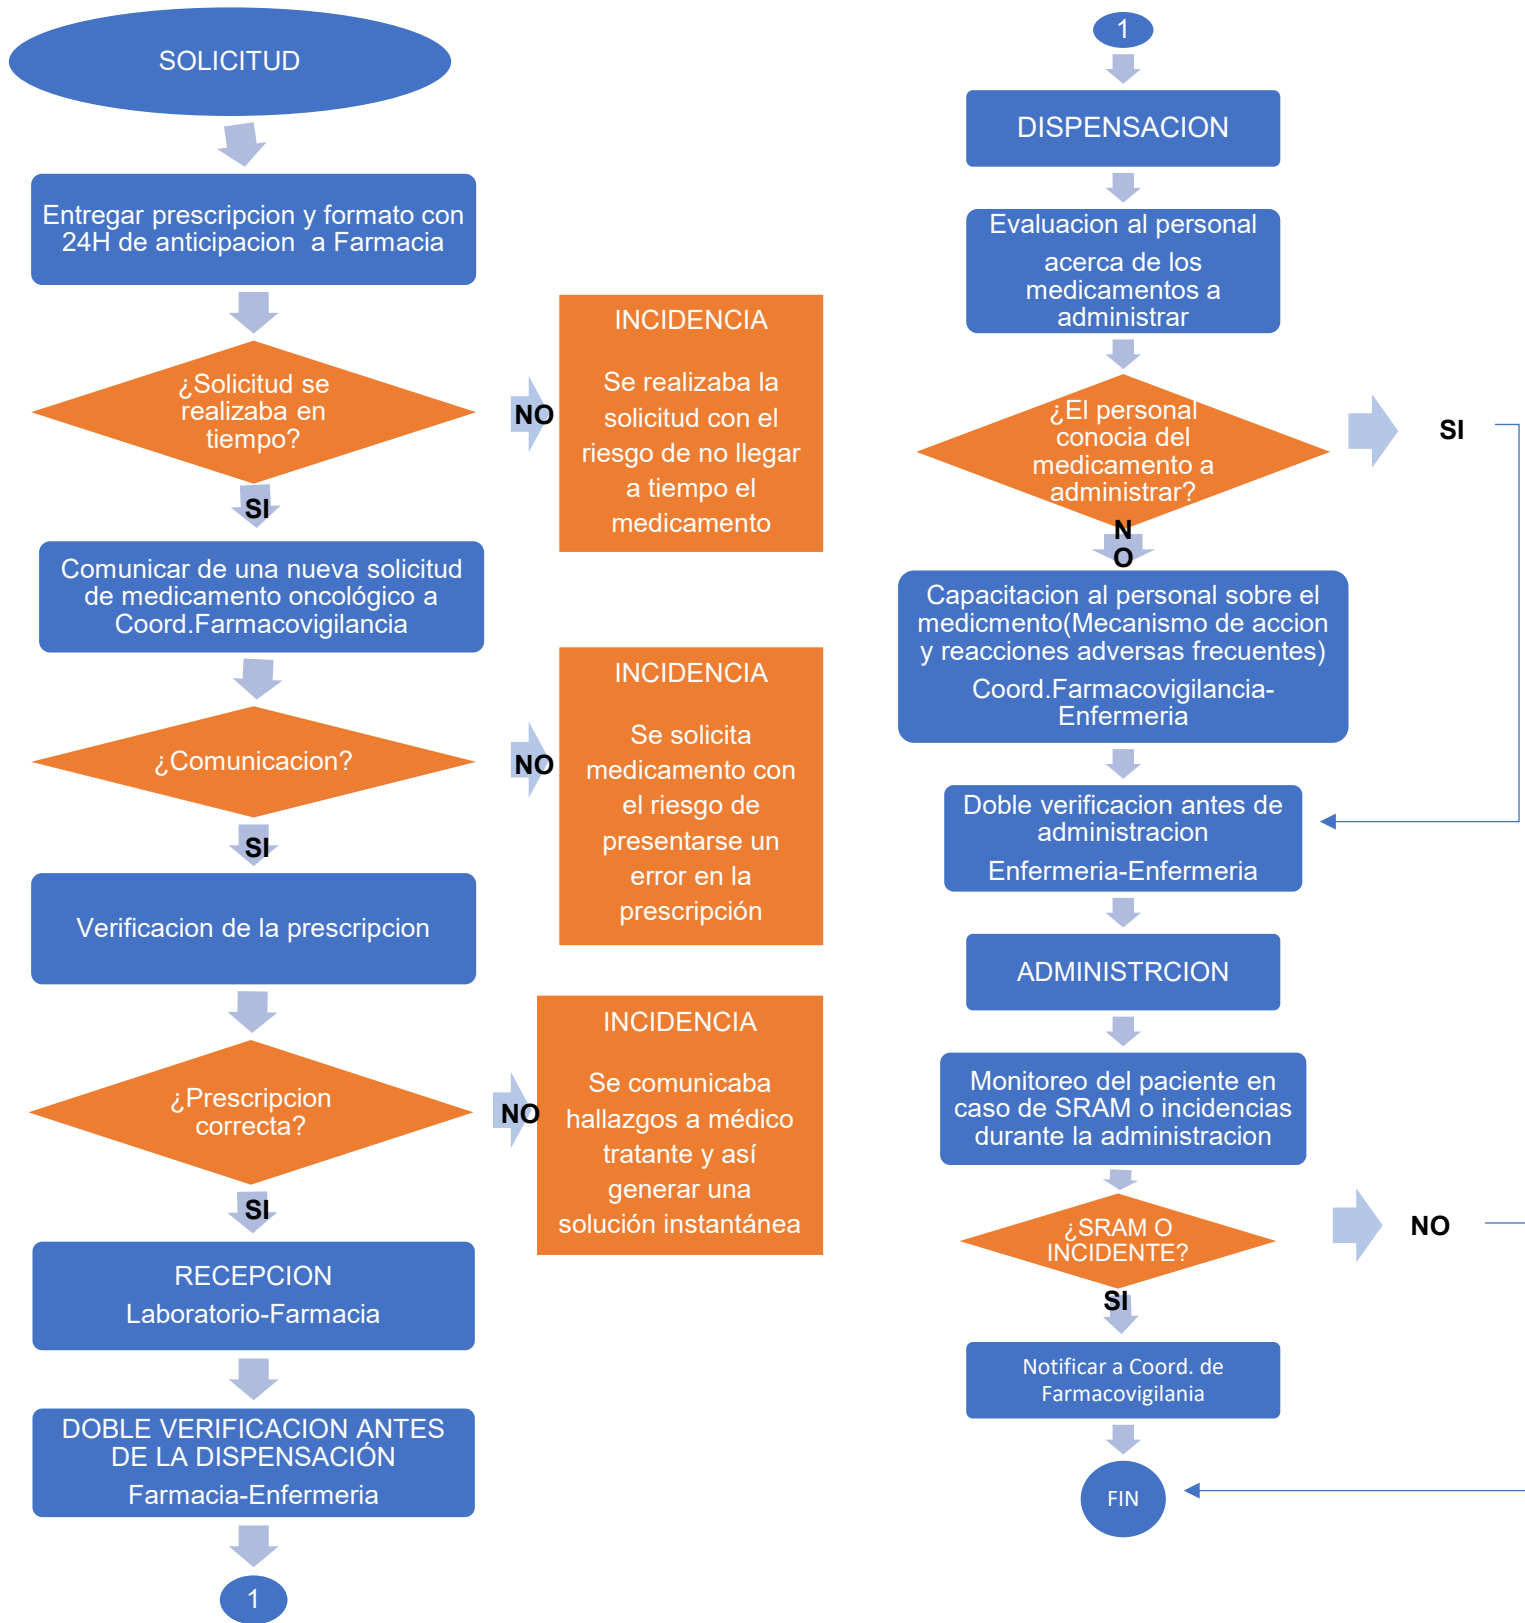 SOLICITUD
Entregar prescripcion y formato con
24H de anticipacion a Farmacia
¿Solicitud se
realizaba en
tiempo?
NO
INCIDENCIA
Se realizaba la
solicitud con el
riesgo de no llegar
a tiempo el
medicamento
SI
Comunicar de una nueva solicitud
de medicamento oncológico a
Coord.Farmacovigilancia
¿Comunicacion?
NO
INCIDENCIA
Se solicita
medicamento con
el riesgo de
presentarse un
error en la
prescripción
SI
Verificacion de la prescripcion
¿Prescripcion
correcta?
NO
INCIDENCIA
Se comunicaba
hallazgos a médico
tratante y así
generar una
solución instantánea
SI
RECEPCION
Laboratorio-Farmacia
DOBLE VERIFICACION ANTES
DE LA DISPENSACIÓN
Farmacia-Enfermeria
1
1
DISPENSACION
Evaluacion al personal
acerca de los
medicamentos a
administrar
¿El personal
conocia del
medicamento a
administrar?
SI
N
O
Capacitacion al personal sobre el
medicmento(Mecanismo de accion
y reacciones adversas frecuentes)
Coord.Farmacovigilancia-
Enfermeria
Doble verificacion antes de
administracion
Enfermeria-Enfermeria
ADMINISTRCION
Monitoreo del paciente en
caso de SRAM o incidencias
durante la administracion
¿SRAM O
INCIDENTE?
NO
SI
Notificar a Coord. de
Farmacovigilania
FIN